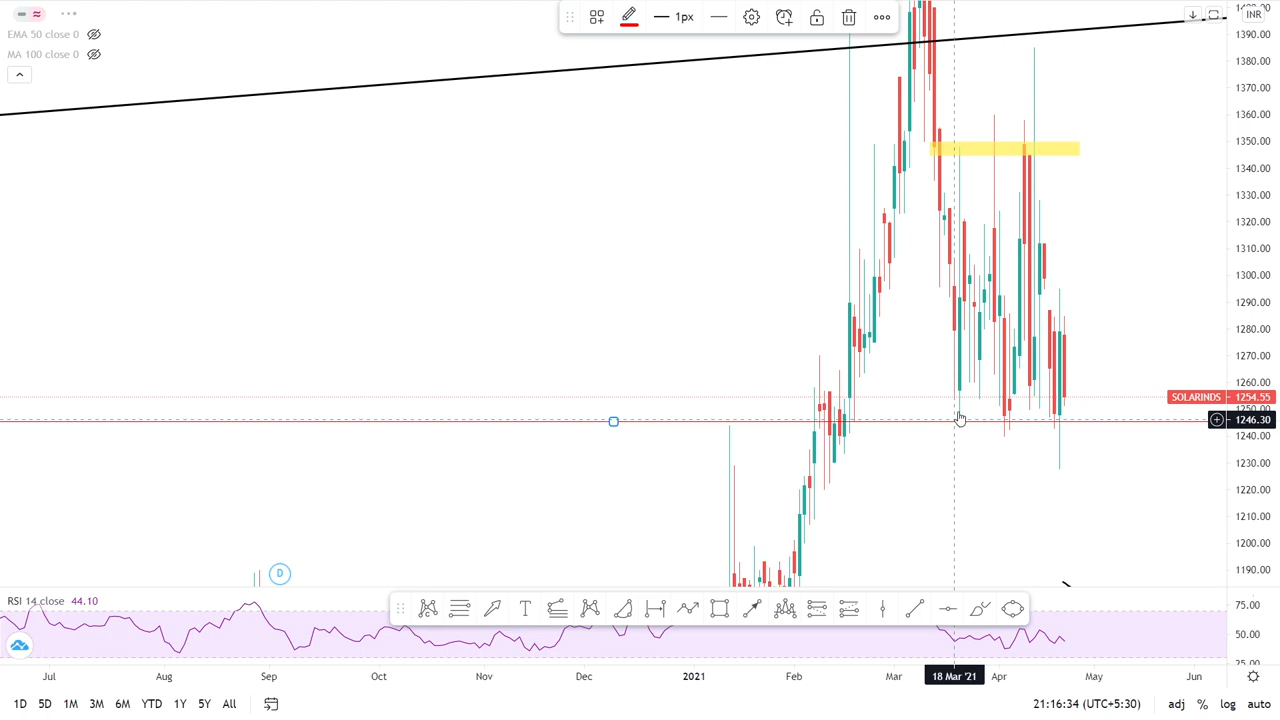 EMA 50 close 0
MA 100 close 0
1px
INR
1390.00
1380.00
1370.00
1360.00
1350.00
1340.00
1330.00
1320.00
1310.00
1300.00
1290.00
1280.00
1270.00
1260.00
SOLARINDS 1254.55
1246.30
1240.00
1230.00
1220.00
1210.00
1200.00
1190.00
D
RSI 14 close 44.10
T
75.00
50.00
25.00
Jul Aug Sep Oct Nov Dec 2021 Feb Mar 18 Mar '21 Apr May Jun
1D 5D 1M 3M 6M YTD 1Y 5Y All 21:16:34 (UTC+5:30) adj % log auto